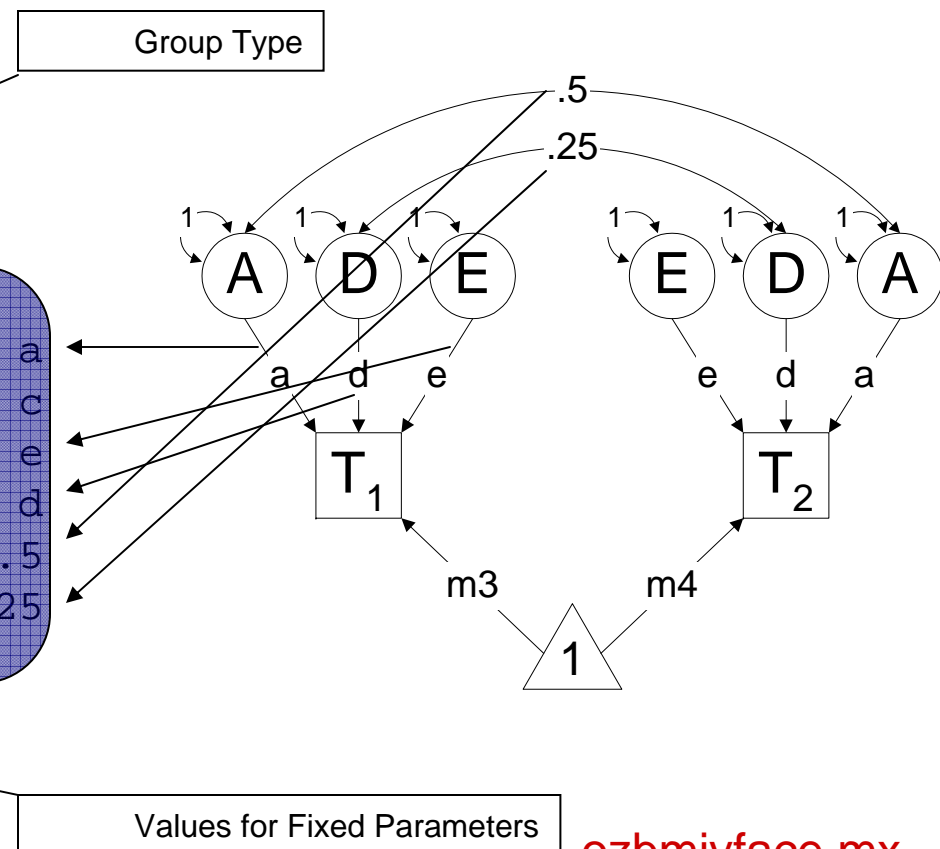 Group Type
.5
.25
1 1 1 1 1 1
A D E E D A
a
a d e e d a
c
e
d
T1 T2
.5
25
m3 m4
1
Values for Fixed Parameters